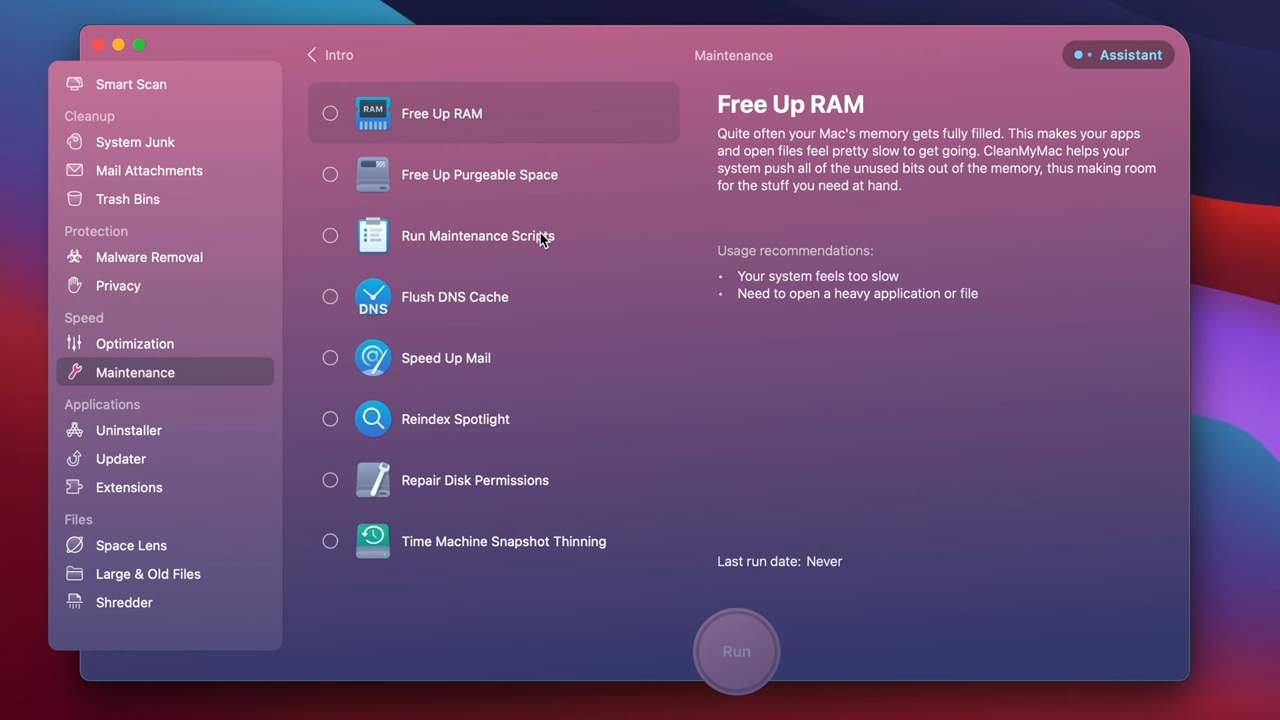 Intro
Maintenance
Assistant
Smart Scan
Cleanup
System Junk
Mail Attachments
Trash Bins
Protection
Malware Removal
Privacy
Speed
Optimization
Maintenance
Applications
Uninstaller
Updater
Extensions
Files
Space Lens
Large & Old Files
Shredder
RAM
Free Up RAM
Free Up Purgeable Space
Run Maintenance Scripts
DNS
Flush DNS Cache
Speed Up Mail
Reindex Spotlight
Repair Disk Permissions
Time Machine Snapshot Thinning
Free Up RAM
Quite often your Mac's memory gets fully filled. This makes your apps
and open files feel pretty slow to get going. CleanMyMac helps your
system push all of the unused bits out of the memory, thus making room
for the stuff you need at hand.
Usage recommendations:
• Your system feels too slow
• Need to open a heavy application or file
Last run date: Never
Run